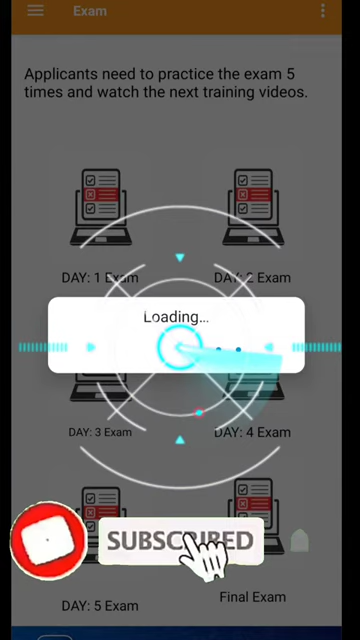 Exam
Applicants need to practice the exam 5
times and watch the next training videos.
DAY: 1 Exam
DAY: 2 Exam
Loading...
DAY: 3 Exam
DAY: 4 Exam
SUBSCRIBED
DAY: 5 Exam
Final Exam